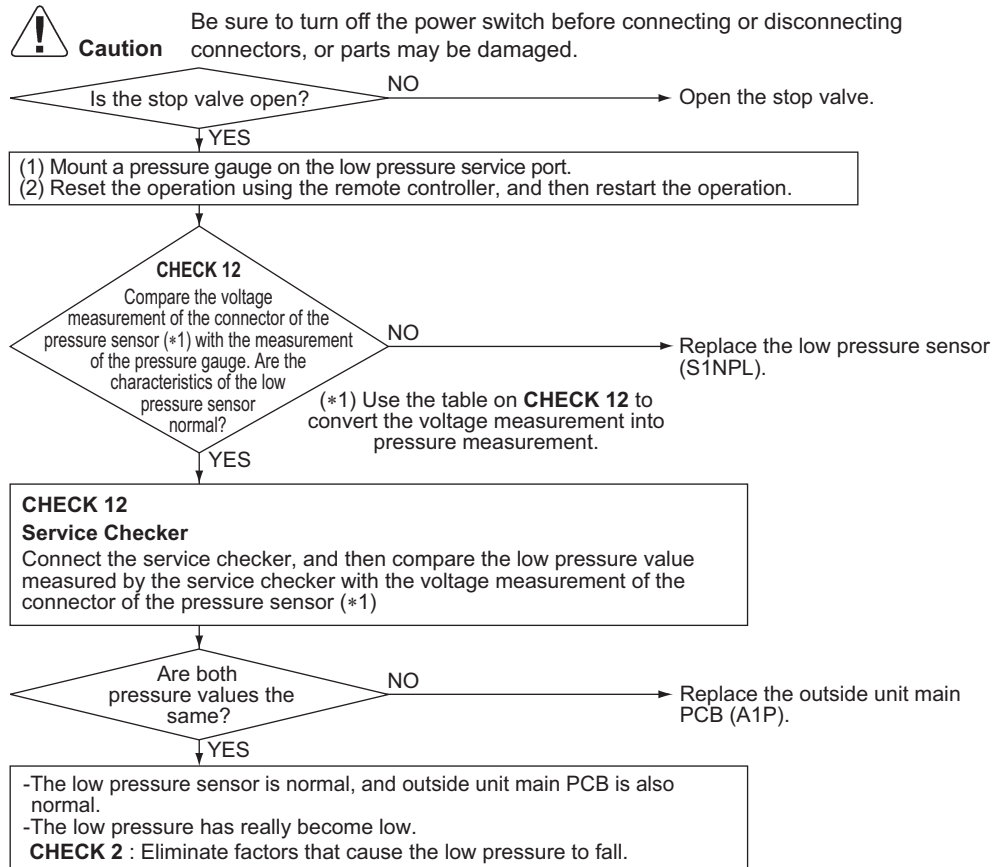 Be sure to turn off the power switch before connecting or disconnecting
Caution connectors, or parts may be damaged.
Is the stop valve open?
NO
Open the stop valve.
YES
(1) Mount a pressure gauge on the low pressure service port.
(2) Reset the operation using the remote controller, and then restart the operation.
CHECK 12
Compare the voltage
measurement of the connector of the
pressure sensor (*1) with the measurement
of the pressure gauge. Are the
characteristics of the low
pressure sensor
normal?
NO
Replace the low pressure sensor
(S1NPL).
(*1) Use the table on CHECK 12 to
convert the voltage measurement into
pressure measurement.
YES
CHECK 12
Service Checker
Connect the service checker, and then compare the low pressure value
measured by the service checker with the voltage measurement of the
connector of the pressure sensor (*1)
Are both
pressure values the
same?
NO
Replace the outside unit main
PCB (A1P).
YES
-The low pressure sensor is normal, and outside unit main PCB is also
normal.
-The low pressure has really become low.
CHECK 2 : Eliminate factors that cause the low pressure to fall.